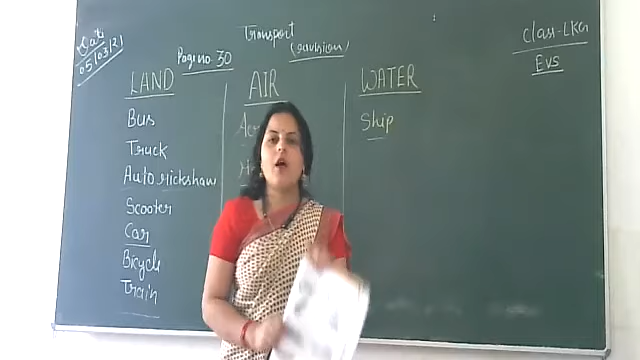 Date
05/03/21
Transport
(revision)
Class-LKG
EVS
Page no. 30
LAND
Bus
Truck
Auto rickshaw
Scooter
Car
Bicycle
Train
AIR
WATER
Ship